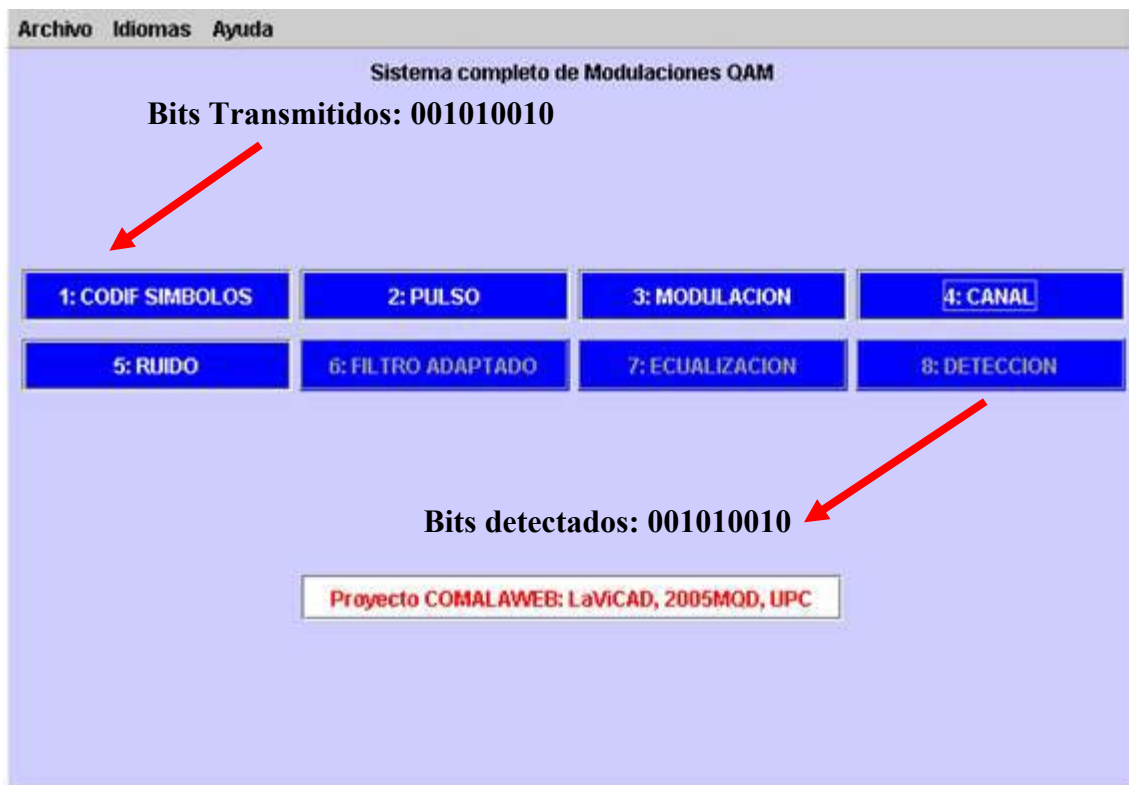 Archivo Idiomas Ayuda
Sistema completo de Modulaciones QAM
Bits Transmitidos: 001010010
1: CODIF SIMBOLOS
2: PULSO
3: MODULACION
4: CANAL
5: RUIDO
6: FILTRO ADAPTADO
7: ECUALIZACION
8: DETECCION
Bits detectados: 001010010
Proyecto COMALAWEB: LaViCAD, 2005MQD, UPC